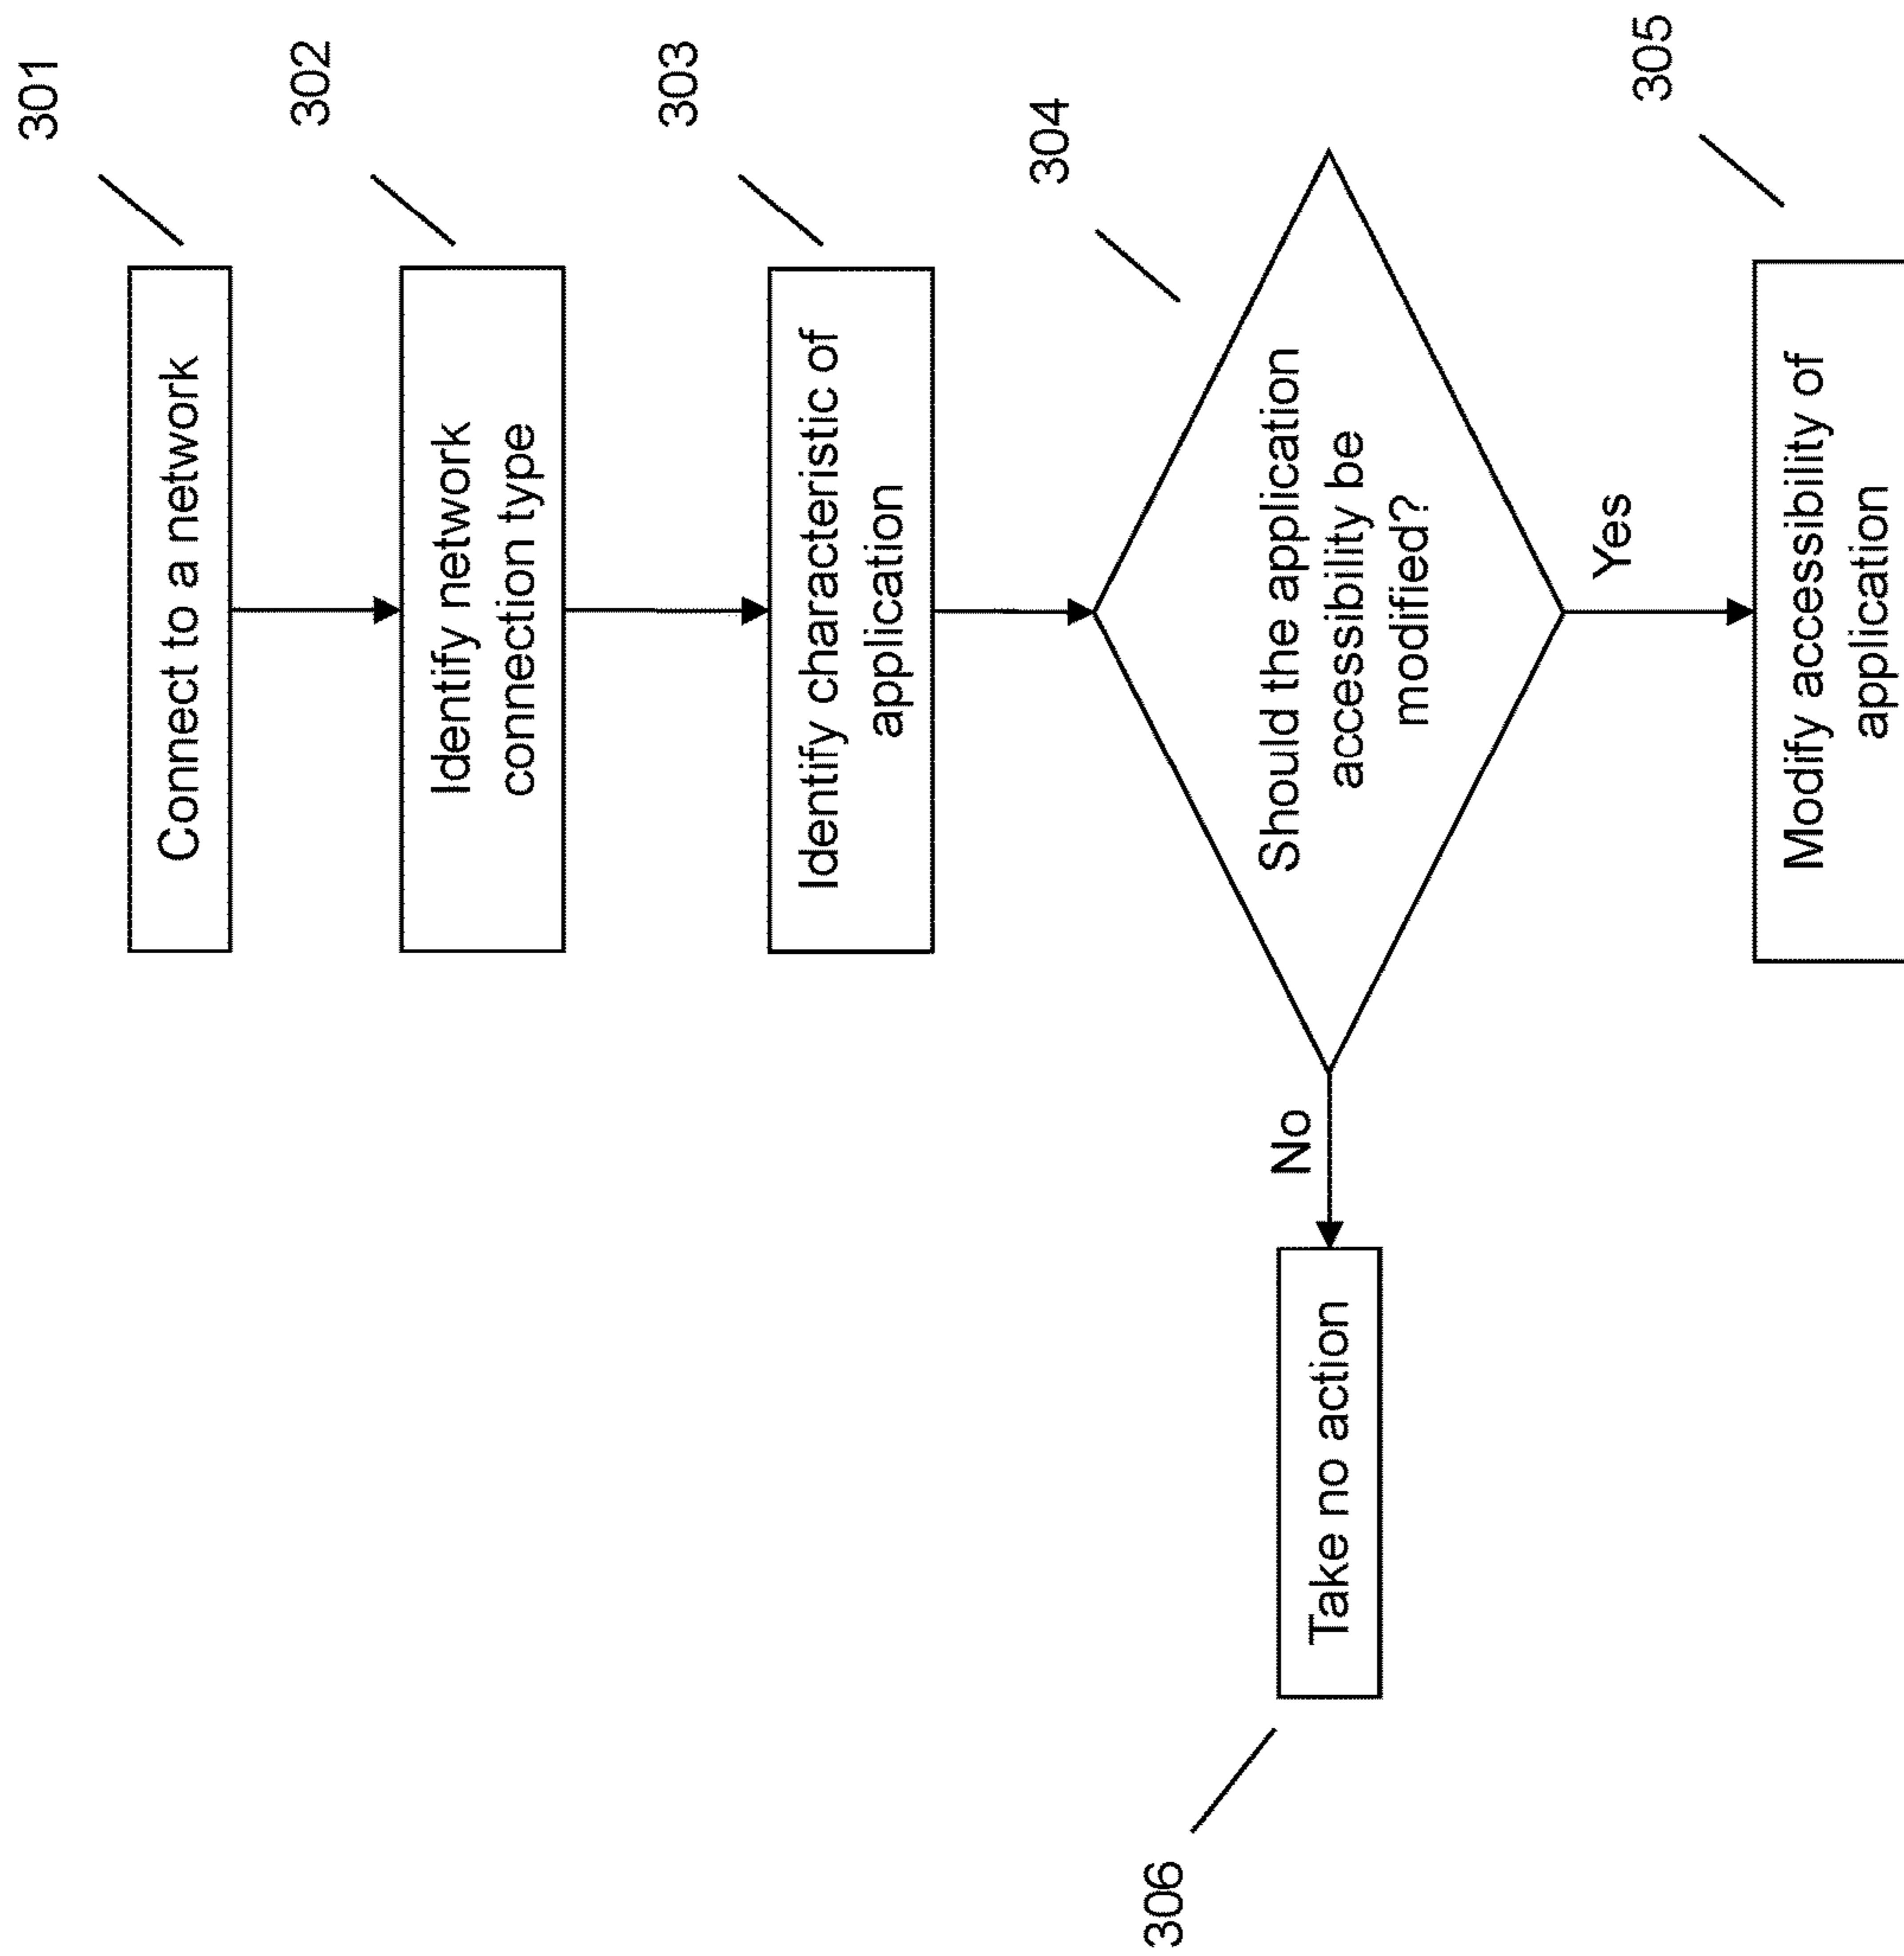 301
Connect to a network
302
Identify network
connection type
303
Identify characteristic of
application
304
Should the application
accessibility be
modified?
No
Take no action
306
Yes
305
Modify accessibility of
application